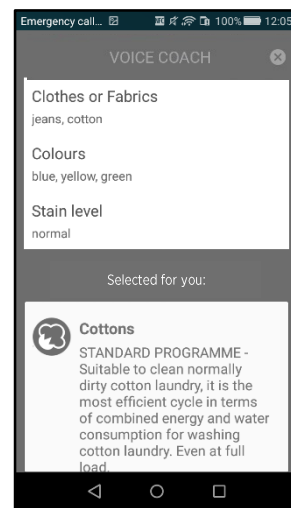 Emergency call... 100% 12:05
VOICE COACH
Clothes or Fabrics
jeans, cotton
Colours
blue, yellow, green
Stain level
normal
Selected for you:
Cottons
STANDARD PROGRAMME -
Suitable to clean normally
dirty cotton laundry, it is the
most efficient cycle in terms
of combined energy and water
consumption for washing
cotton laundry. Even at full
load.